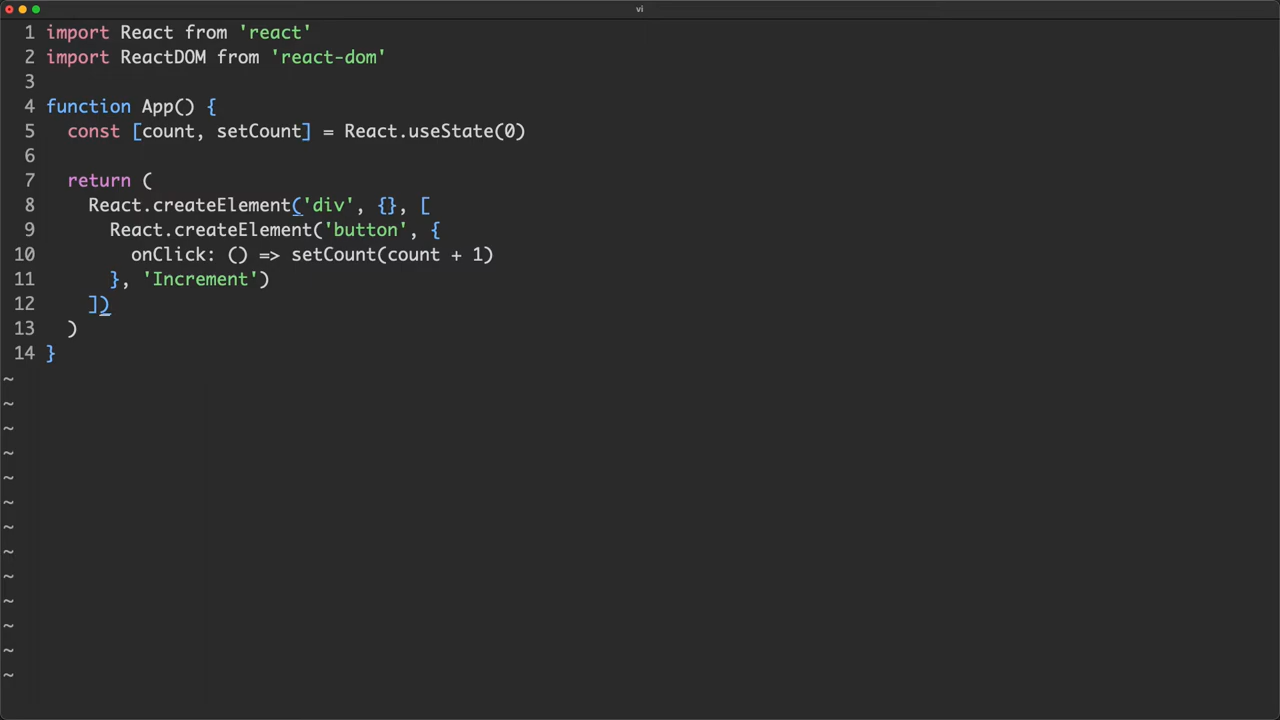 vi
1 import React from 'react'
2 import ReactDOM from 'react-dom'
3
4 function App() {
5   const [count, setCount] = React.useState(0)
6
7   return (
8     React.createElement('div', {}, [
9       React.createElement('button', {
10         onClick: () => setCount(count + 1)
11       }, 'Increment')
12     ])
13   )
14 }
~
~
~
~
~
~
~
~
~
~
~
~
~